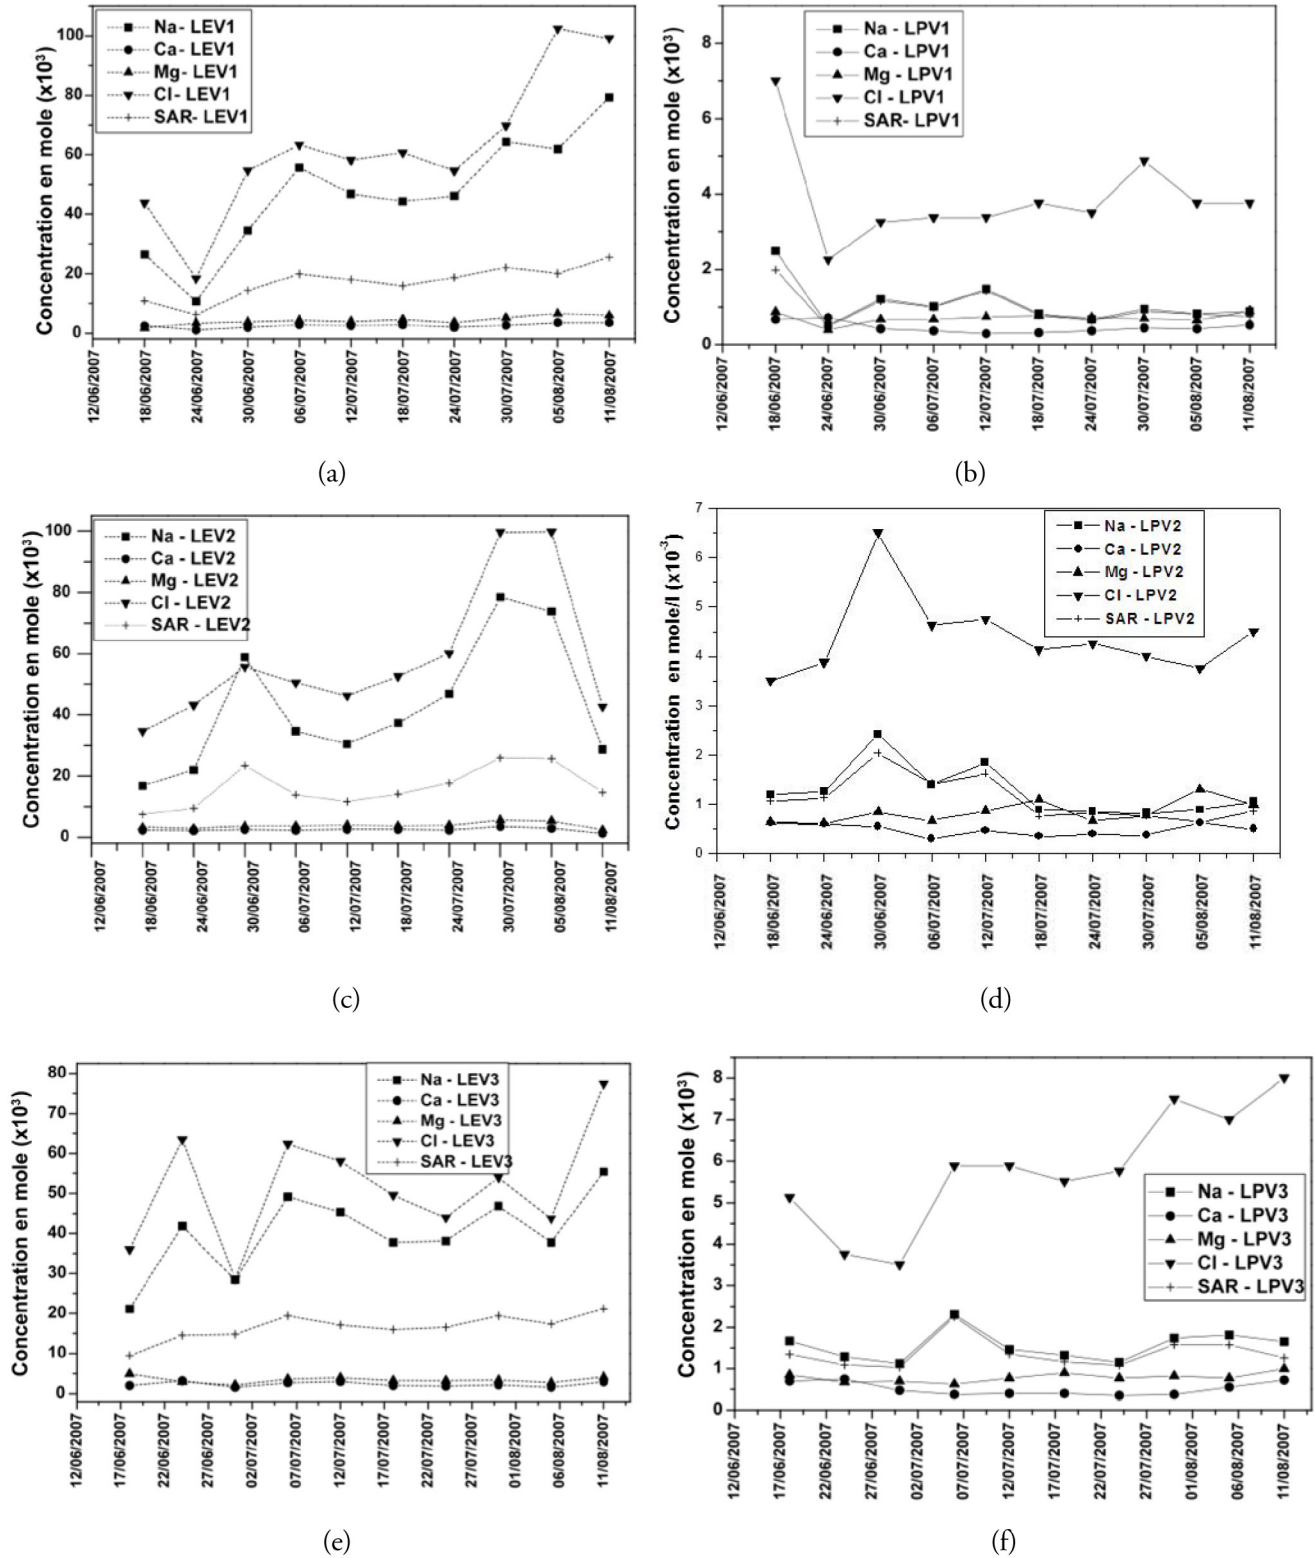 Concentration en mole (x10³)
100
80
60
40
20
0
Na - LEV1
Ca - LEV1
Mg - LEV1
Cl - LEV1
SAR- LEV1
12/06/2007
18/06/2007
24/06/2007
30/06/2007
06/07/2007
12/07/2007
18/07/2007
24/07/2007
30/07/2007
05/08/2007
11/08/2007
(a)
Concentration en mole (x10³)
8
6
4
2
0
Na - LPV1
Ca - LPV1
Mg - LPV1
Cl - LPV1
SAR- LPV1
12/06/2007
18/06/2007
24/06/2007
30/06/2007
06/07/2007
12/07/2007
18/07/2007
24/07/2007
30/07/2007
05/08/2007
11/08/2007
(b)
Concentration en mole (x10³)
100
80
60
40
20
0
Na - LEV2
Ca - LEV2
Mg - LEV2
Cl - LEV2
SAR - LEV2
12/06/2007
18/06/2007
24/06/2007
30/06/2007
06/07/2007
12/07/2007
18/07/2007
24/07/2007
30/07/2007
05/08/2007
11/08/2007
(c)
Concentration en mole/l (x10⁻³)
7
6
5
4
3
2
1
0
Na - LPV2
Ca - LPV2
Mg - LPV2
Cl - LPV2
SAR - LPV2
12/06/2007
18/06/2007
24/06/2007
30/06/2007
06/07/2007
12/07/2007
18/07/2007
24/07/2007
30/07/2007
05/08/2007
11/08/2007
(d)
Concentration en mole (x10³)
80
70
60
50
40
30
20
10
0
Na - LEV3
Ca - LEV3
Mg - LEV3
Cl - LEV3
SAR - LEV3
12/06/2007
17/06/2007
22/06/2007
27/06/2007
02/07/2007
07/07/2007
12/07/2007
17/07/2007
22/07/2007
27/07/2007
01/08/2007
06/08/2007
11/08/2007
(e)
Concentration en mole (x10³)
8
7
6
5
4
3
2
1
0
Na - LPV3
Ca - LPV3
Mg - LPV3
Cl - LPV3
SAR - LPV3
12/06/2007
17/06/2007
22/06/2007
27/06/2007
02/07/2007
07/07/2007
12/07/2007
17/07/2007
22/07/2007
27/07/2007
01/08/2007
06/08/2007
11/08/2007
(f)